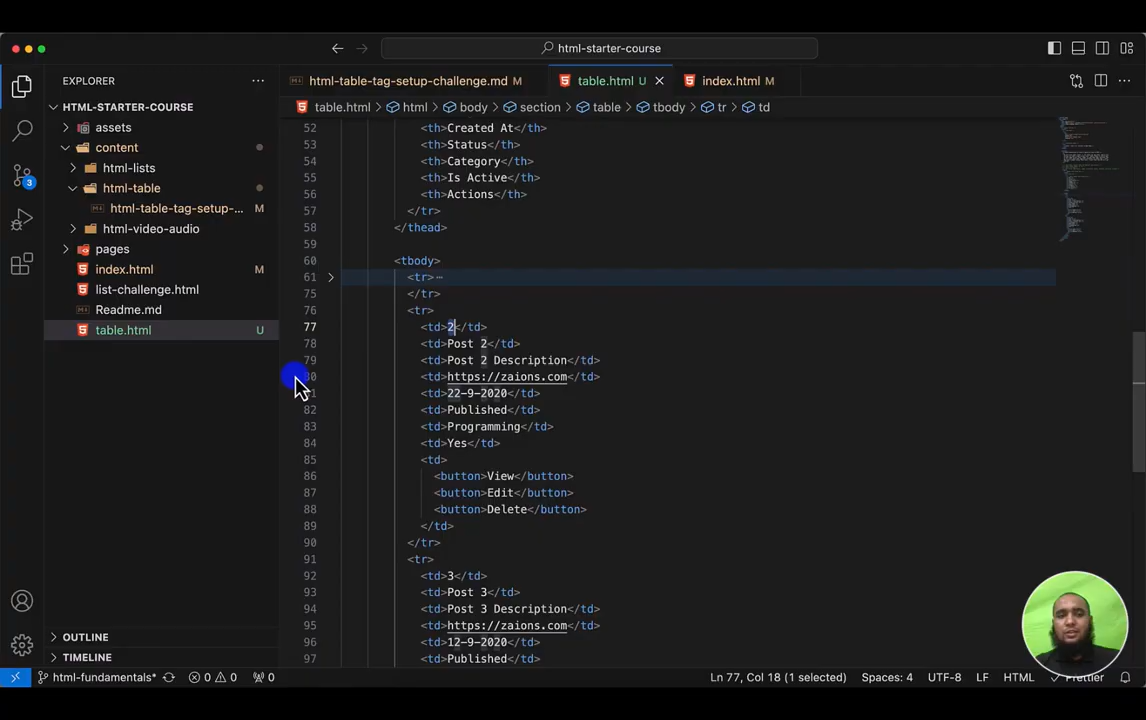 html-starter-course
EXPLORER
html-table-tag-setup-challenge.md M
table.html U
index.html M
HTML-STARTER-COURSE
table.html > html > body > section > table > tbody > tr > td
assets
content
html-lists
html-table
html-table-tag-setup-... M
html-video-audio
pages
index.html M
list-challenge.html
Readme.md
table.html U
OUTLINE
TIMELINE
3
52 <th>Created At</th>
53 <th>Status</th>
54 <th>Category</th>
55 <th>Is Active</th>
56 <th>Actions</th>
57 </tr>
58 </thead>
59
60 <tbody>
61 <tr>…
75 </tr>
76 <tr>
77 <td>2</td>
78 <td>Post 2</td>
79 <td>Post 2 Description</td>
80 <td>https://zaions.com</td>
81 <td>22-9-2020</td>
82 <td>Published</td>
83 <td>Programming</td>
84 <td>Yes</td>
85 <td>
86 <button>View</button>
87 <button>Edit</button>
88 <button>Delete</button>
89 </td>
90 </tr>
91 <tr>
92 <td>3</td>
93 <td>Post 3</td>
94 <td>Post 3 Description</td>
95 <td>https://zaions.com</td>
96 <td>12-9-2020</td>
97 <td>Published</td>
html-fundamentals* 0 0 0 Ln 77, Col 18 (1 selected) Spaces: 4 UTF-8 LF HTML Prettier